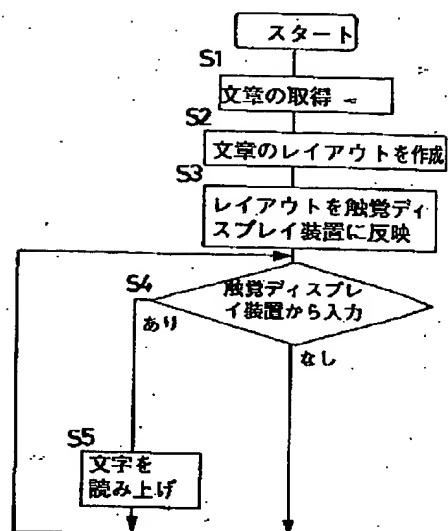 スタート
S1
文章の取得
S2
文章のレイアウトを作成
S3
レイアウトを触覚ディ
スプレイ装置に反映
S4
触覚ディスプレ
イ装置から入力
あり
なし
S5
文字を
読み上げ